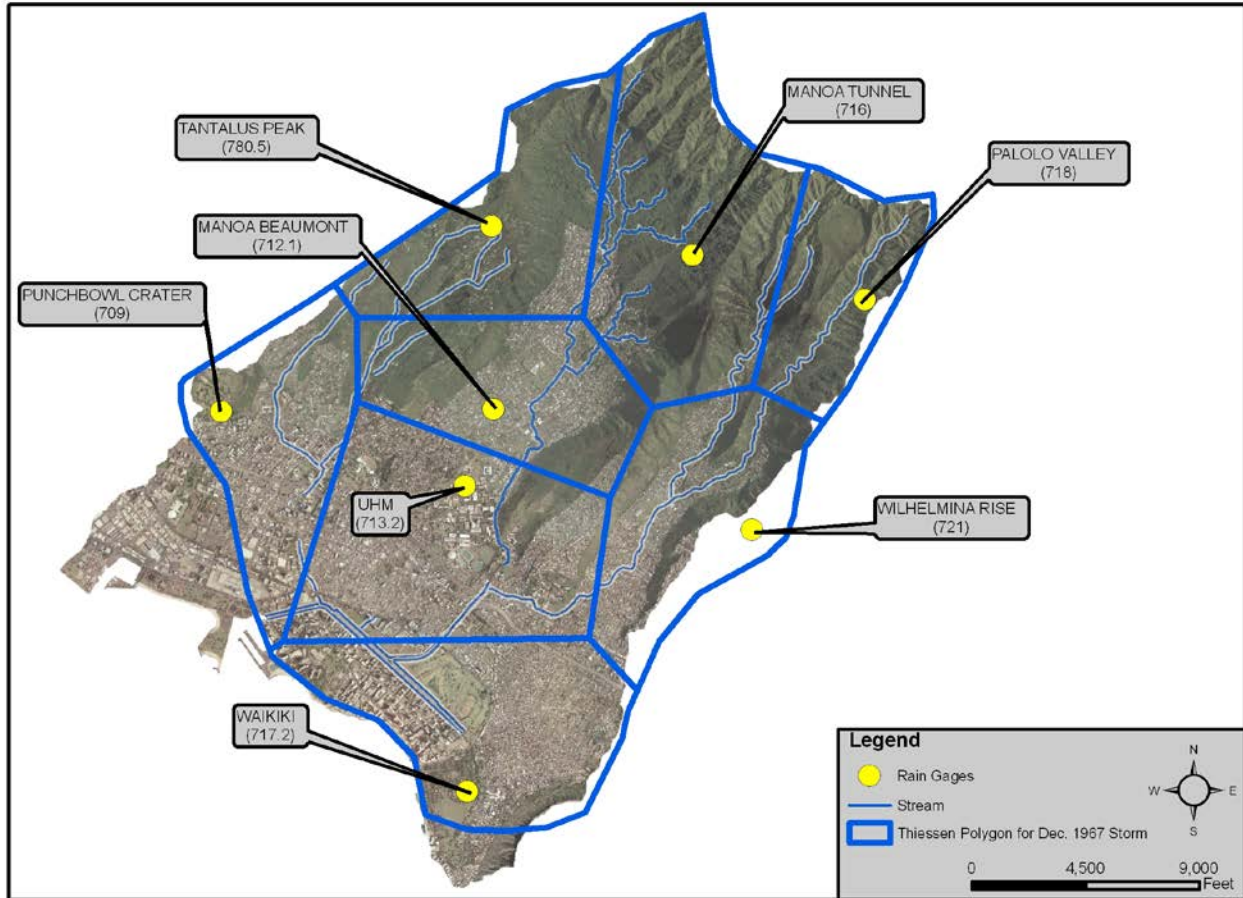 MANOA TUNNEL
(716)
TANTALUS PEAK
(780.5)
PALOLO VALLEY
(718)
MANOA BEAUMONT
(712.1)
PUNCHBOWL CRATER
(709)
UHM
(713.2)
WILHELMINA RISE
(721)
WAIKIKI
(717.2)
Legend
Rain Gages
Stream
Thiessen Polygon for Dec. 1967 Storm
N
W E
S
0 4,500 9,000
Feet